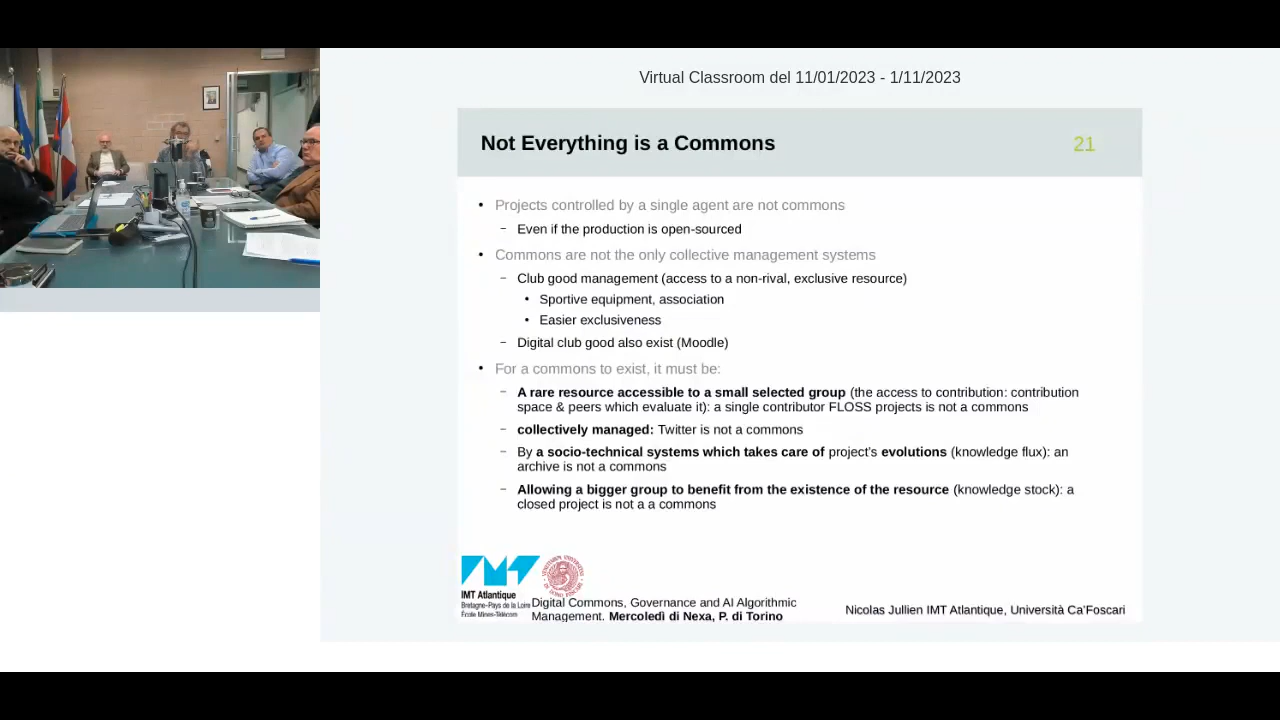 Virtual Classroom del 11/01/2023 - 1/11/2023
Not Everything is a Commons
21
• Projects controlled by a single agent are not commons
– Even if the production is open-sourced
• Commons are not the only collective management systems
– Club good management (access to a non-rival, exclusive resource)
• Sportive equipment, association
• Easier exclusiveness
– Digital club good also exist (Moodle)
• For a commons to exist, it must be:
– A rare resource accessible to a small selected group (the access to contribution: contribution
space & peers which evaluate it): a single contributor FLOSS projects is not a commons
– collectively managed: Twitter is not a commons
– By a socio-technical systems which takes care of project's evolutions (knowledge flux): an
archive is not a commons
– Allowing a bigger group to benefit from the existence of the resource (knowledge stock): a
closed project is not a a commons
IMT Atlantique
Bretagne-Pays de la Loire
École Mines-Télécom
Digital Commons, Governance and AI Algorithmic
Management. Mercoledì di Nexa, P. di Torino
Nicolas Jullien IMT Atlantique, Università Ca'Foscari